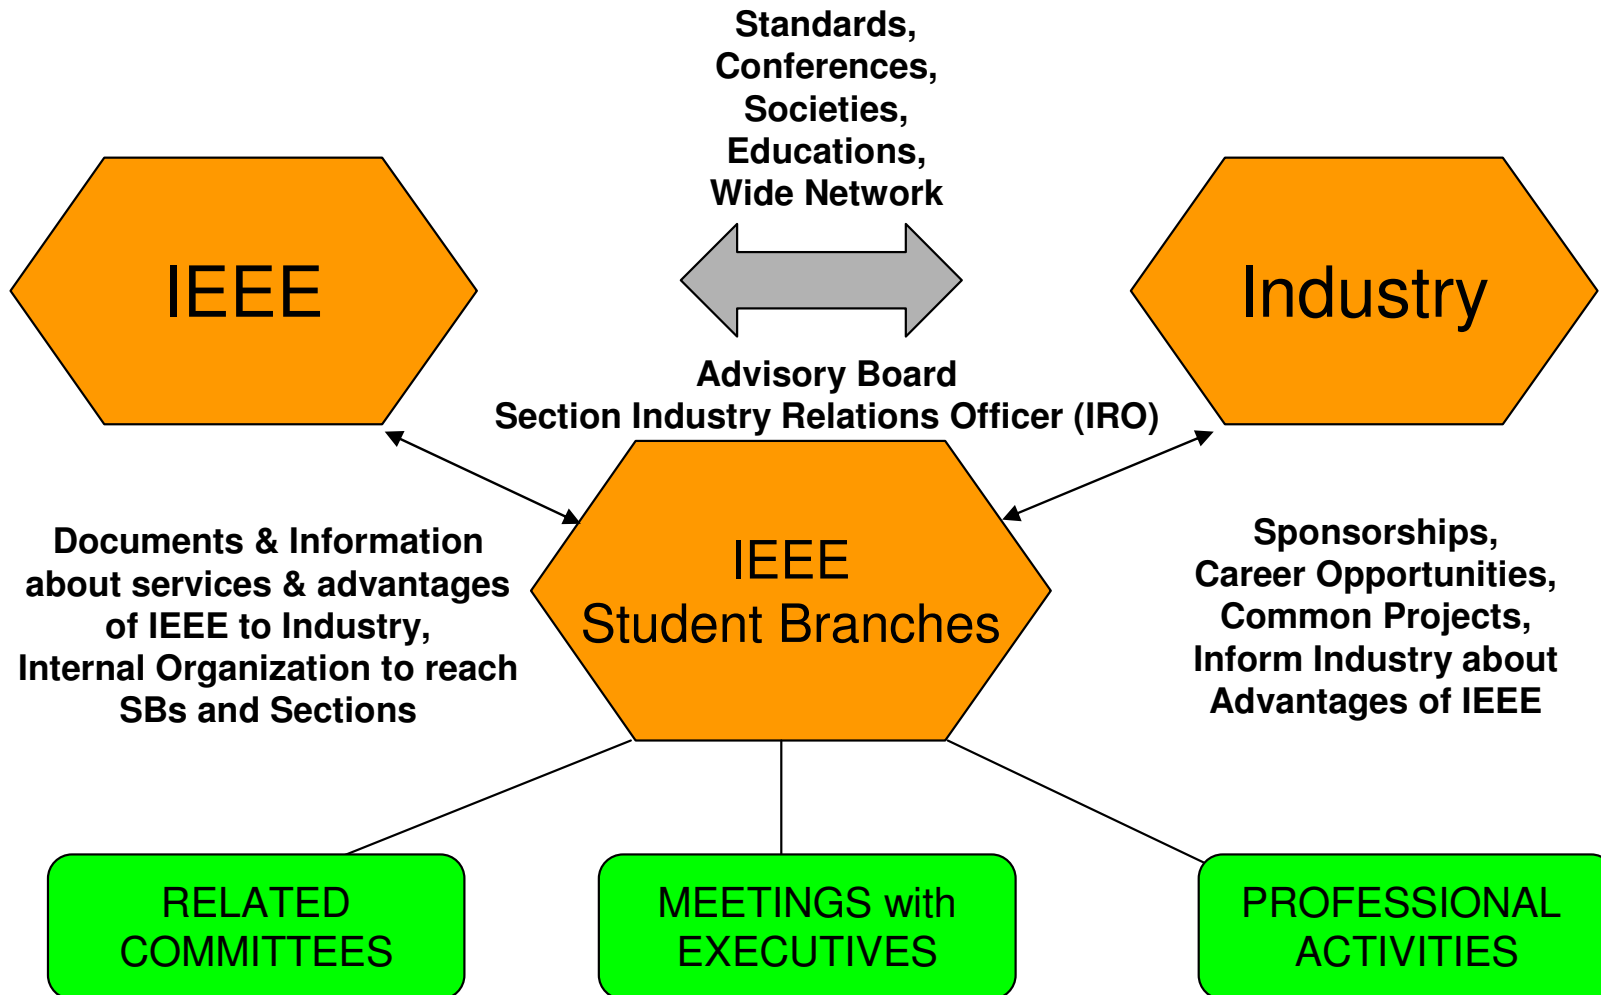 Standards,
Conferences,
Societies,
Educations,
Wide Network
IEEE
Industry
Advisory Board
Section Industry Relations Officer (IRO)
Documents & Information
about services & advantages
of IEEE to Industry,
Internal Organization to reach
SBs and Sections
IEEE
Student Branches
Sponsorships,
Career Opportunities,
Common Projects,
Inform Industry about
Advantages of IEEE
RELATED
COMMITTEES
MEETINGS with
EXECUTIVES
PROFESSIONAL
ACTIVITIES